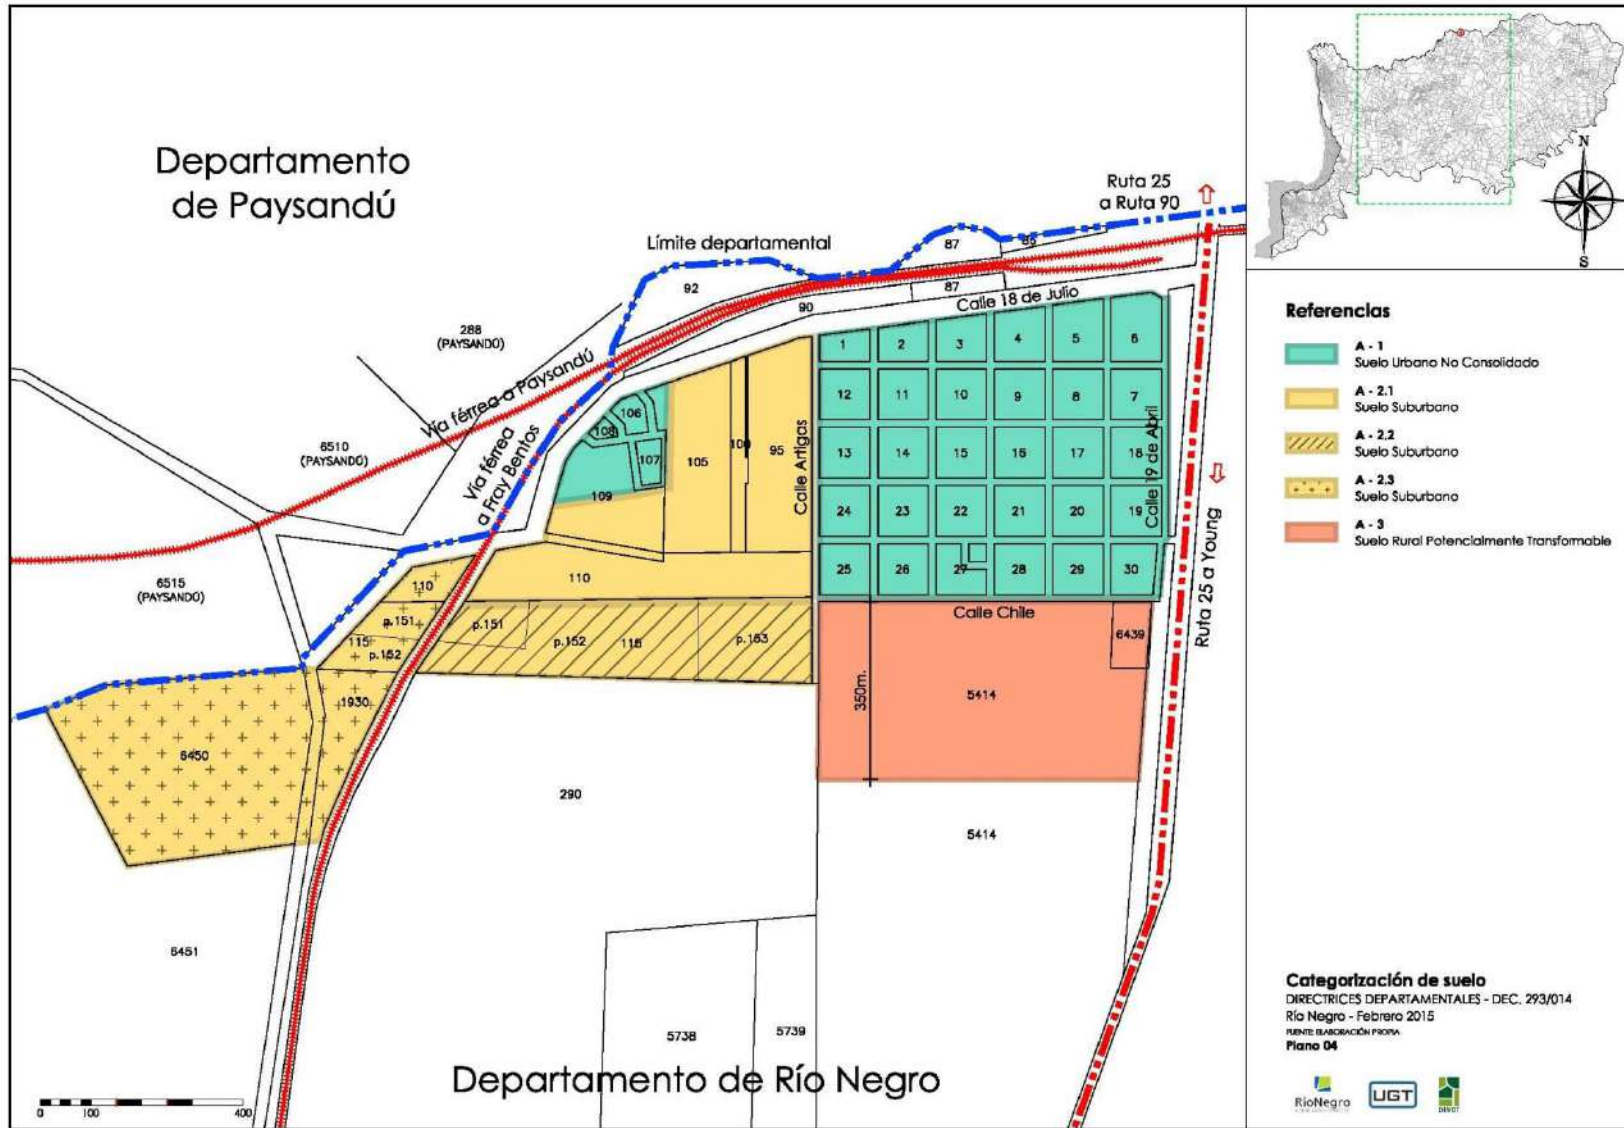 Departamento
de Paysandú
Ruta 25
a Ruta 90
Límite departamental
N
S
87
86
92
87
90
Calle 18 de Julio
288
(PAYSANDO)
Vía férrea a Paysandú
6510
(PAYSANDO)
Vía férrea
a Fray Bentos
1
2
3
4
5
6
106
108
107
109
105
95
Calle Artigas
12
11
10
9
8
7
13
14
15
16
17
18
Calle 19 de Abril
24
23
22
21
20
19
25
26
27
28
29
30
Ruta 25 a Young
6515
(PAYSANDO)
110
110
p.151
p.151
115
p.152
p.152
115
p.153
Calle Chile
6439
350m.
5414
1930
6450
290
5414
6451
5738
5739
Departamento de Río Negro
0
100
400
Referencias
A - 1
Suelo Urbano No Consolidado
A - 2.1
Suelo Suburbano
A - 2.2
Suelo Suburbano
A - 2.3
Suelo Suburbano
A - 3
Suelo Rural Potencialmente Transformable
Categorización de suelo
DIRECTRICES DEPARTAMENTALES - DEC. 293/014
Río Negro - Febrero 2015
FUENTE: ELABORACIÓN PROPIA
Plano 04
RíoNegro
UGT